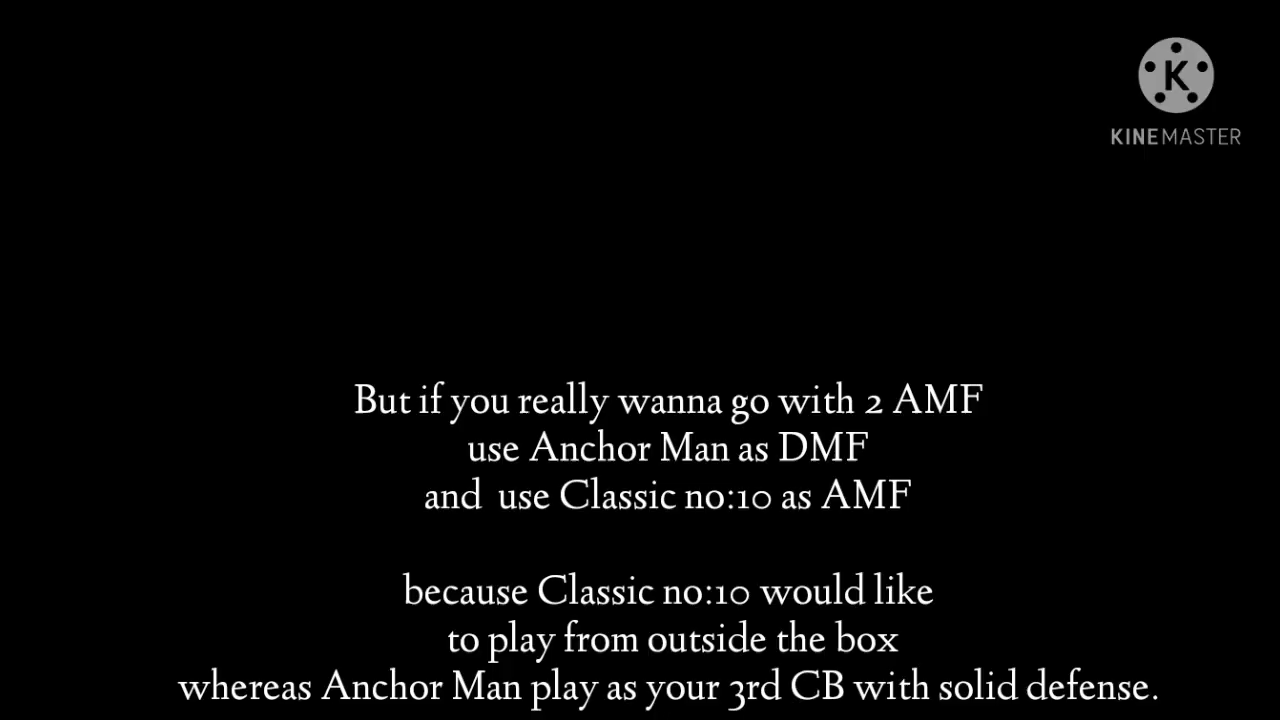 K
KINEMASTER
But if you really wanna go with 2 AMF
use Anchor Man as DMF
and use Classic no:10 as AMF
because Classic no:10 would like
to play from outside the box
whereas Anchor Man play as your 3rd CB with solid defense.